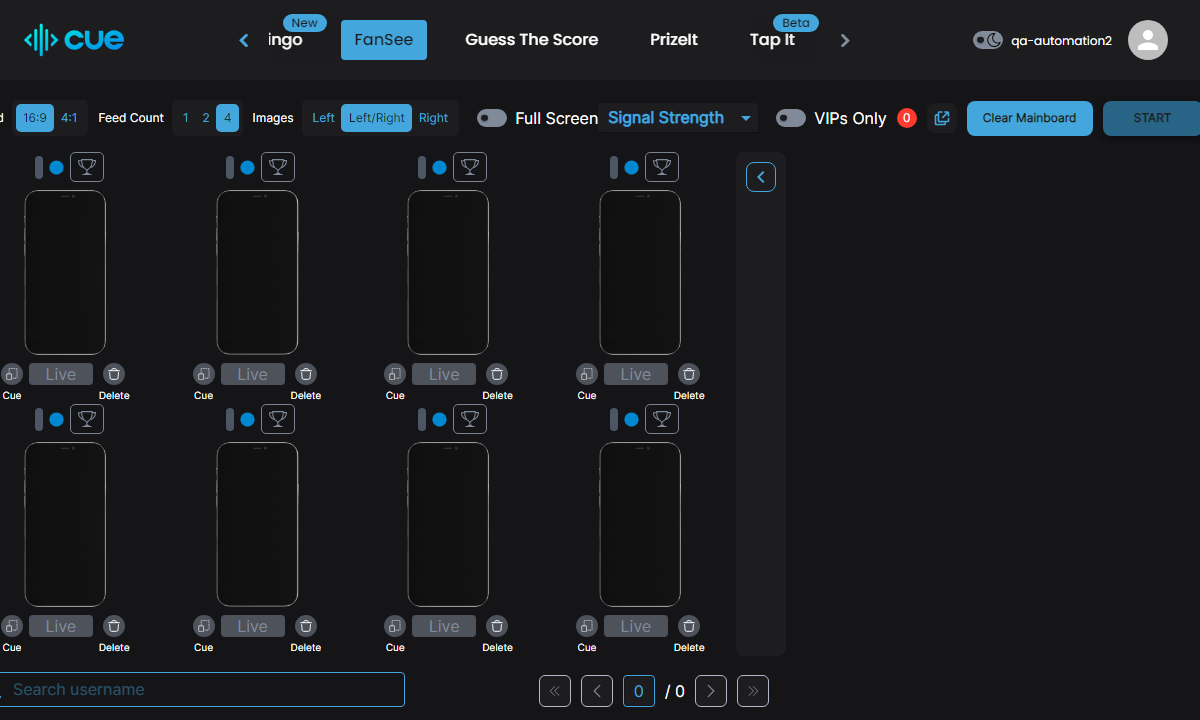 cue
New
ingo
FanSee
Guess The Score
PrizeIt
Beta
Tap It
qa-automation2
d 16:9 4:1 Feed Count 1 2 4 Images Left Left/Right Right Full Screen Signal Strength VIPs Only 0 Clear Mainboard START
Live Live Live Live
Cue Delete Cue Delete Cue Delete Cue Delete
Live Live Live Live
Cue Delete Cue Delete Cue Delete Cue Delete
Search username 0 / 0